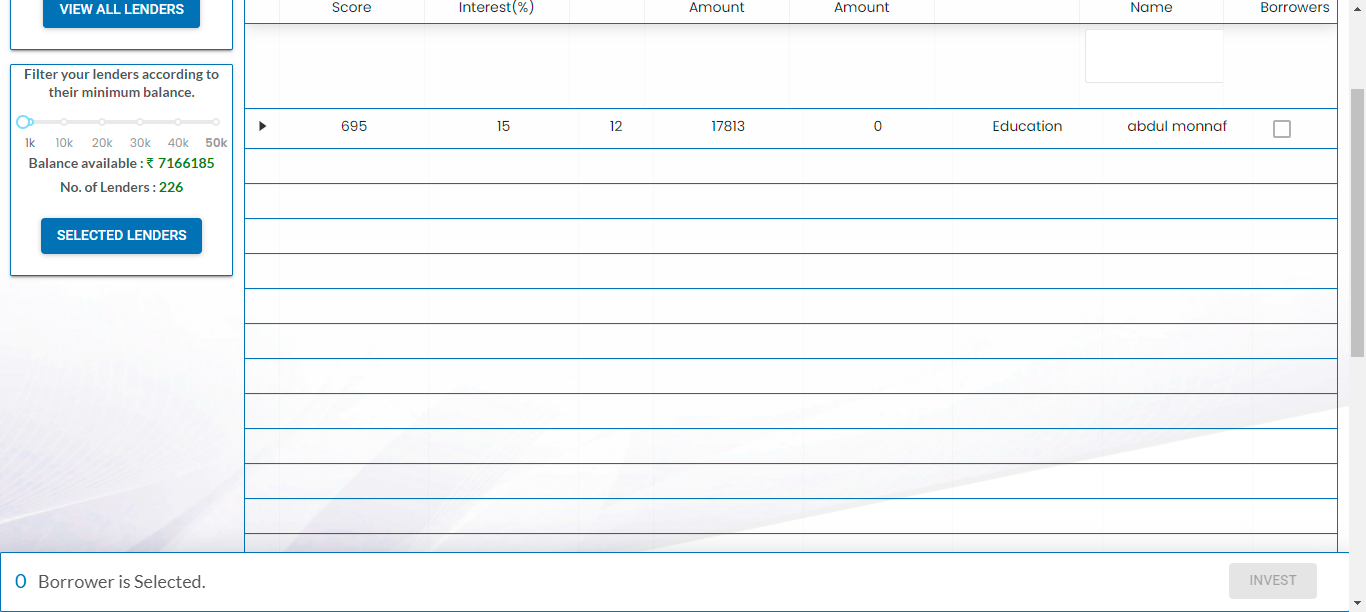 VIEW ALL LENDERS
Filter your lenders according to
their minimum balance.
1k 10k 20k 30k 40k 50k
Balance available : ₹ 7166185
No. of Lenders : 226
SELECTED LENDERS
Score Interest(%) Amount Amount Name Borrowers
695 15 12 17813 0 Education abdul monnaf
0 Borrower is Selected.
INVEST